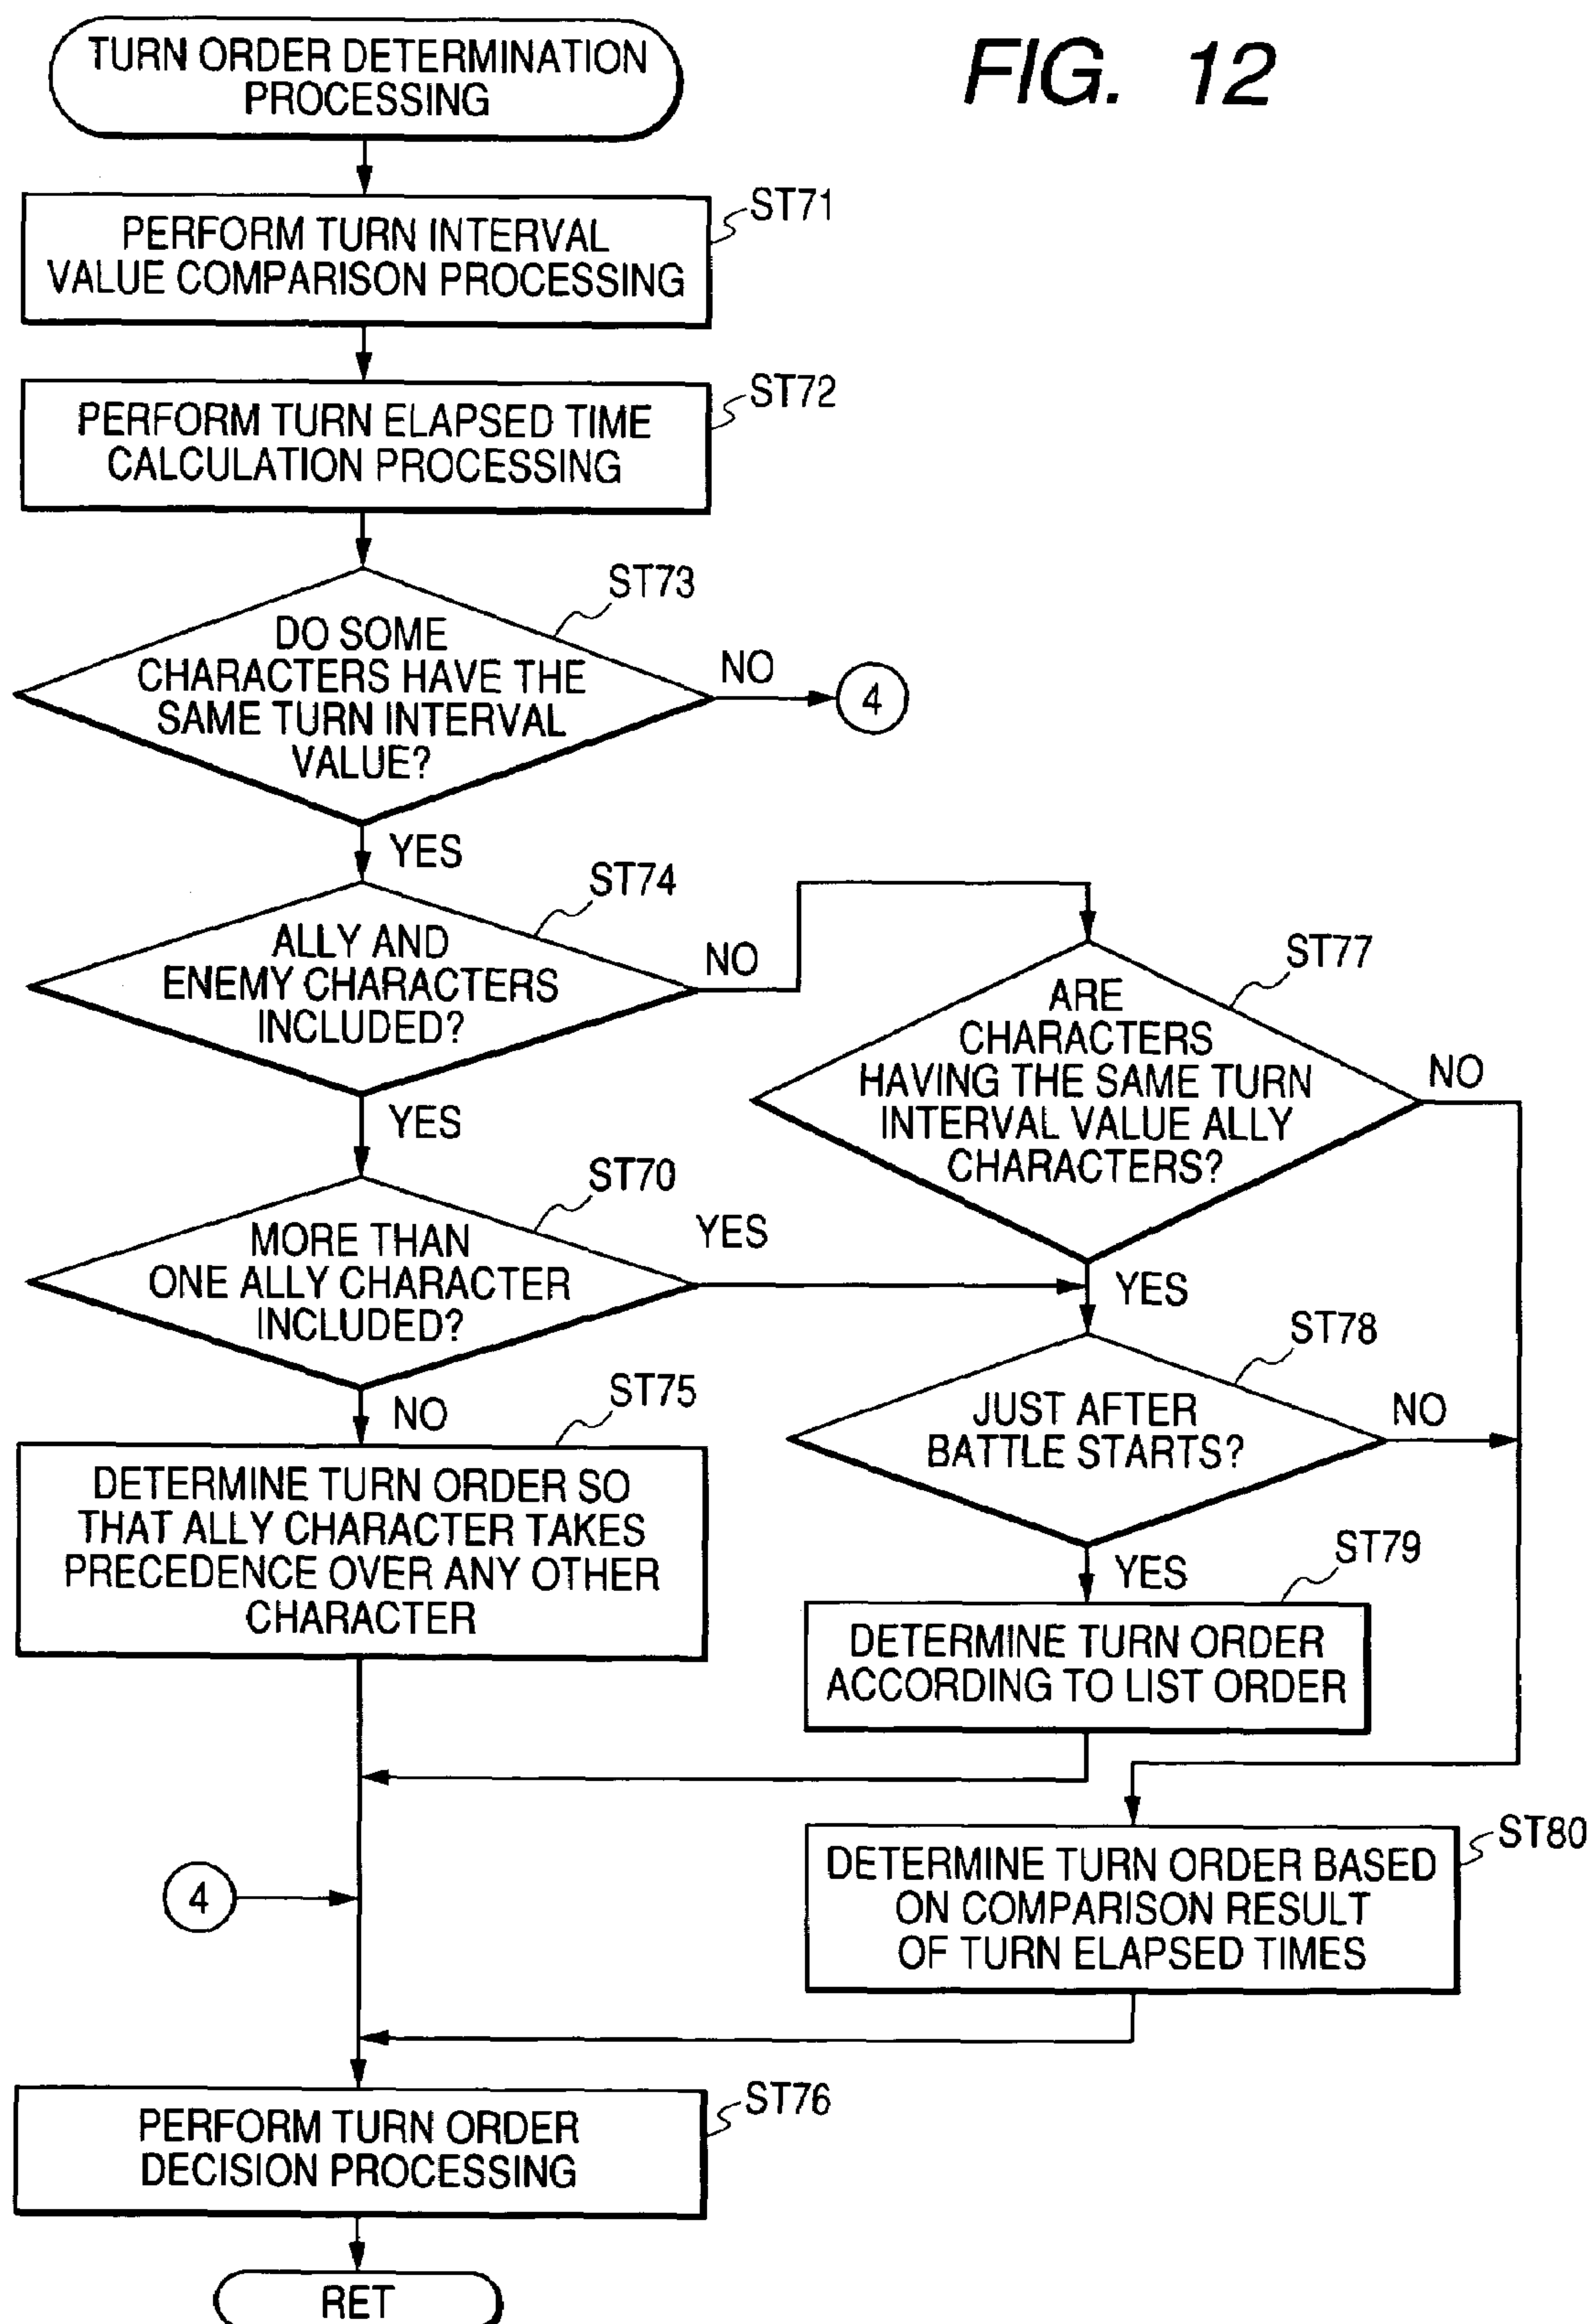 FIG. 12
TURN ORDER DETERMINATION
PROCESSING
ST71
PERFORM TURN INTERVAL
VALUE COMPARISON PROCESSING
ST72
PERFORM TURN ELAPSED TIME
CALCULATION PROCESSING
ST73
DO SOME
CHARACTERS HAVE THE
SAME TURN INTERVAL
VALUE?
NO
4
YES
ST74
ALLY AND
ENEMY CHARACTERS
INCLUDED?
NO
YES
ST77
ARE
CHARACTERS
HAVING THE SAME TURN
INTERVAL VALUE ALLY
CHARACTERS?
NO
YES
ST70
MORE THAN
ONE ALLY CHARACTER
INCLUDED?
YES
NO
ST78
JUST AFTER
BATTLE STARTS?
NO
YES
ST75
DETERMINE TURN ORDER SO
THAT ALLY CHARACTER TAKES
PRECEDENCE OVER ANY OTHER
CHARACTER
ST79
DETERMINE TURN ORDER
ACCORDING TO LIST ORDER
4
ST80
DETERMINE TURN ORDER BASED
ON COMPARISON RESULT
OF TURN ELAPSED TIMES
ST76
PERFORM TURN ORDER
DECISION PROCESSING
RET